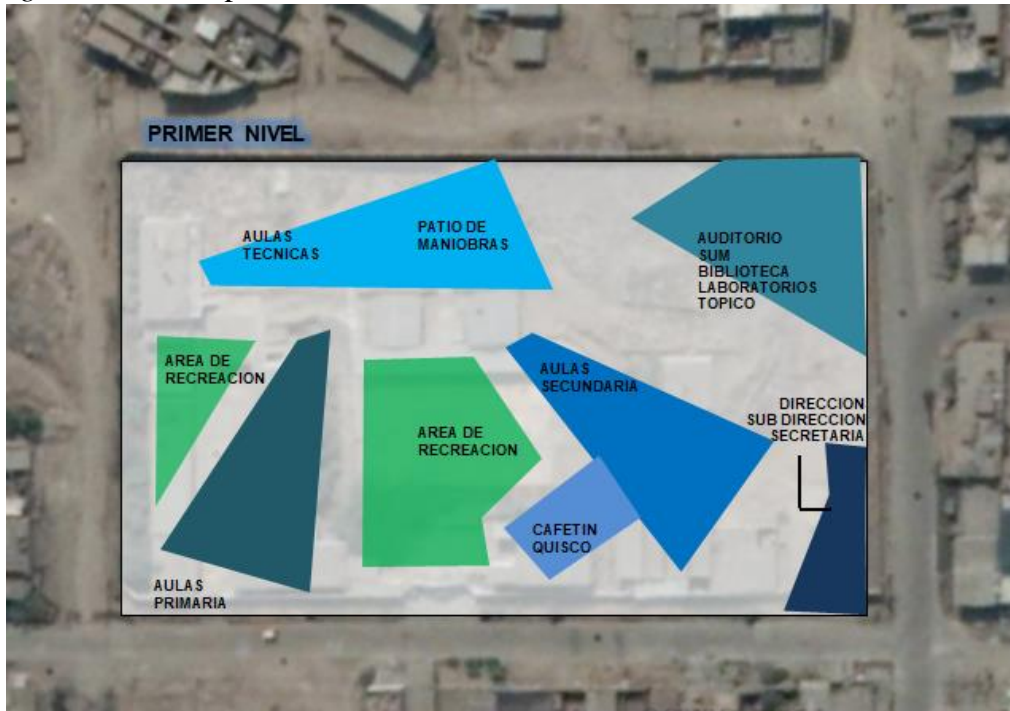 PRIMER NIVEL
AULAS
TECNICAS
PATIO DE
MANIOBRAS
AUDITORIO
SUM
BIBLIOTECA
LABORATORIOS
TOPICO
AREA DE
RECREACION
AULAS
SECUNDARIA
DIRECCION
SUB DIRECCION
SECRETARIA
AREA DE
RECREACION
CAFETIN
QUISCO
AULAS
PRIMARIA